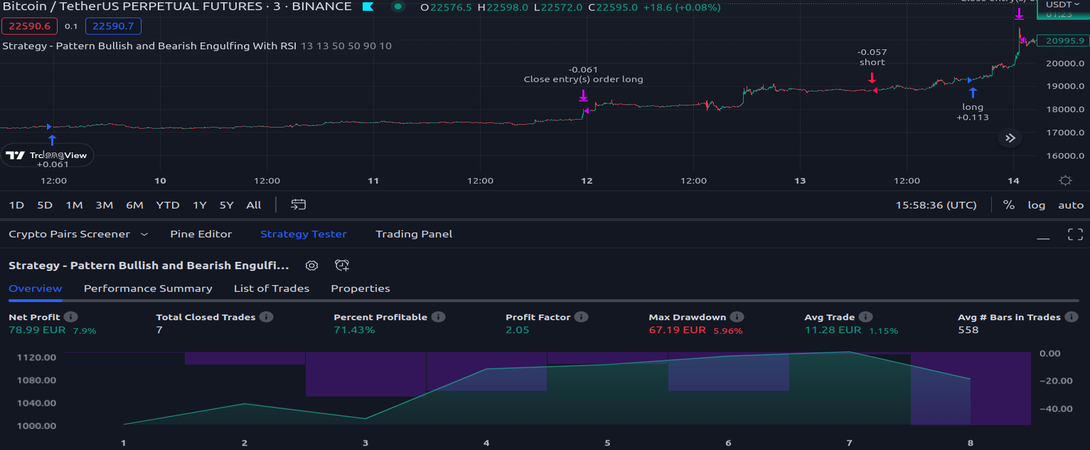 Bitcoin / TetherUS PERPETUAL FUTURES · 3 · BINANCE O22576.5 H22598.0 L22572.0 C22595.0 +18.6 (+0.08%)
USDT
22590.6 0.1 22590.7
01:23
Strategy - Pattern Bullish and Bearish Engulfing With RSI 13 13 50 50 90 10
20995.9
-0.061
Close entry(s) order long
-0.057
short
long
+0.113
20000.0
19000.0
18000.0
17000.0
16000.0
TradingView
+0.061
12:00 10 12:00 11 12:00 12 12:00 13 12:00 14
1D 5D 1M 3M 6M YTD 1Y 5Y All 15:58:36 (UTC) % log auto
Crypto Pairs Screener Pine Editor Strategy Tester Trading Panel
Strategy - Pattern Bullish and Bearish Engulfi...
Overview Performance Summary List of Trades Properties
Net Profit Total Closed Trades Percent Profitable Profit Factor Max Drawdown Avg Trade Avg # Bars in Trades
78.99 EUR 7.9% 7 71.43% 2.05 67.19 EUR 5.96% 11.28 EUR 1.15% 558
1120.00
1080.00
1040.00
1000.00
0.00
−20.00
−40.00
1 2 3 4 5 6 7 8